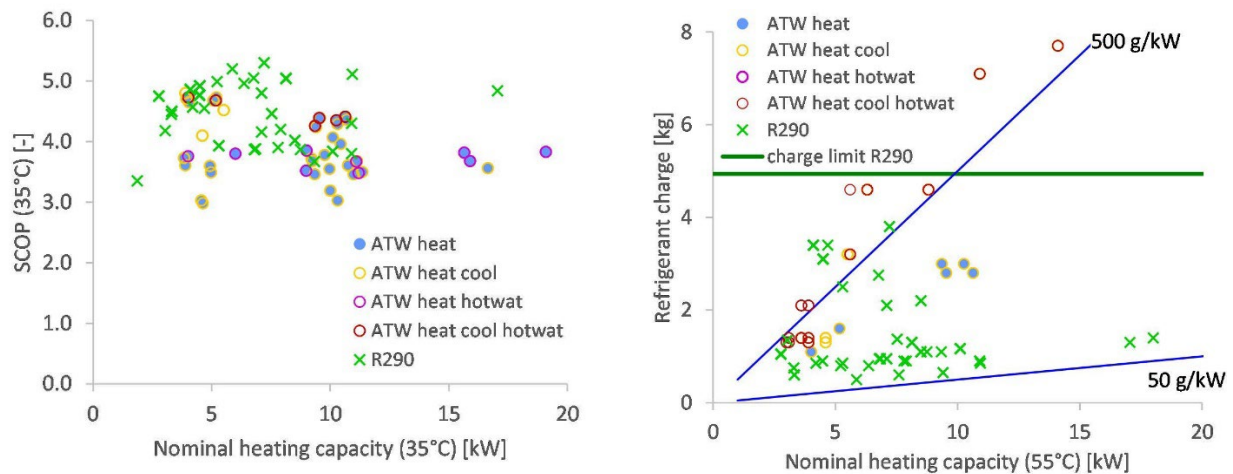 6.0
5.0
4.0
3.0
2.0
1.0
0.0
0
5
10
15
20
SCOP (35°C) [-]
Nominal heating capacity (35°C) [kW]
ATW heat
ATW heat cool
ATW heat hotwat
ATW heat cool hotwat
R290
8
6
4
2
0
0
5
10
15
20
Refrigerant charge [kg]
Nominal heating capacity (55°C) [kW]
ATW heat
ATW heat cool
ATW heat hotwat
ATW heat cool hotwat
R290
charge limit R290
500 g/kW
50 g/kW